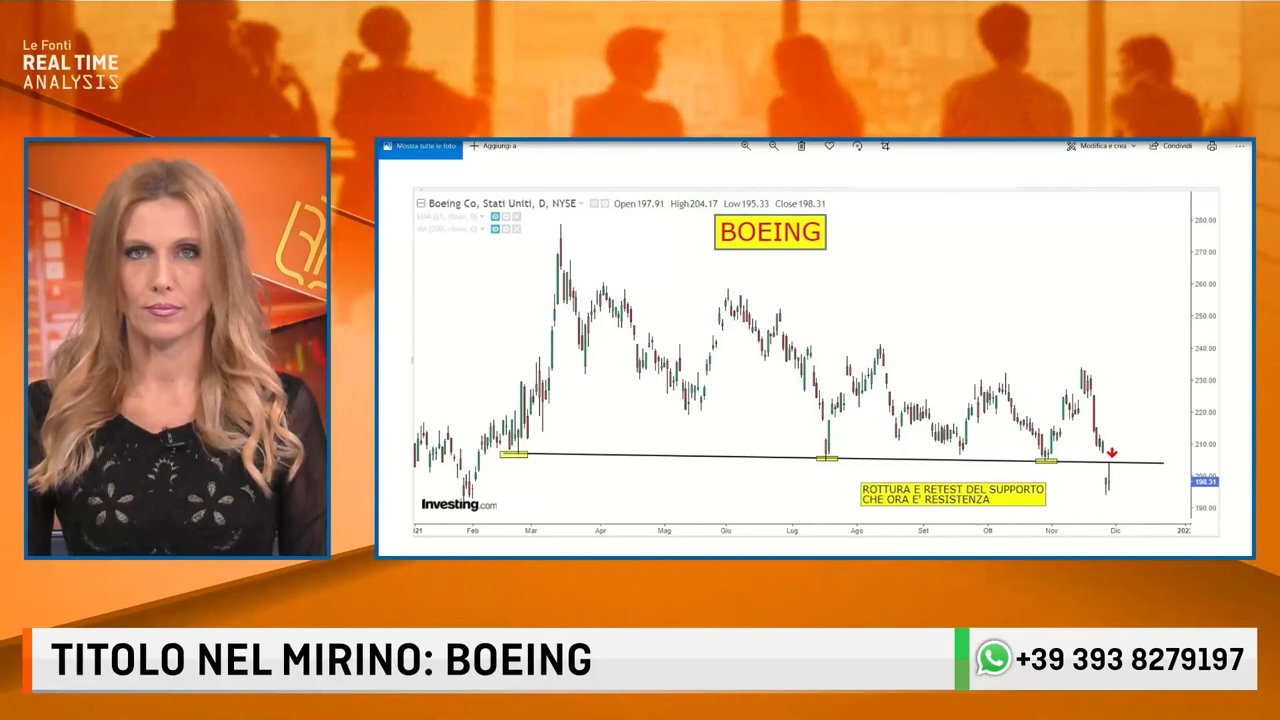 Le Fonti
REAL TIME
ANALYSIS
Mostra tutte le foto
Aggiungi a
Modifica e crea
Condividi
Boeing Co, Stati Uniti, D, NYSE
Open 197.91 High 204.17 Low 195.33 Close 198.31
BOEING
280.00
270.00
260.00
250.00
240.00
230.00
220.00
210.00
200.00
198.31
190.00
ROTTURA E RETEST DEL SUPPORTO
CHE ORA E' RESISTENZA
Investing.com
Feb Mar Apr Mag Giu Lug Ago Set Ott Nov Dic
TITOLO NEL MIRINO: BOEING
+39 393 8279197